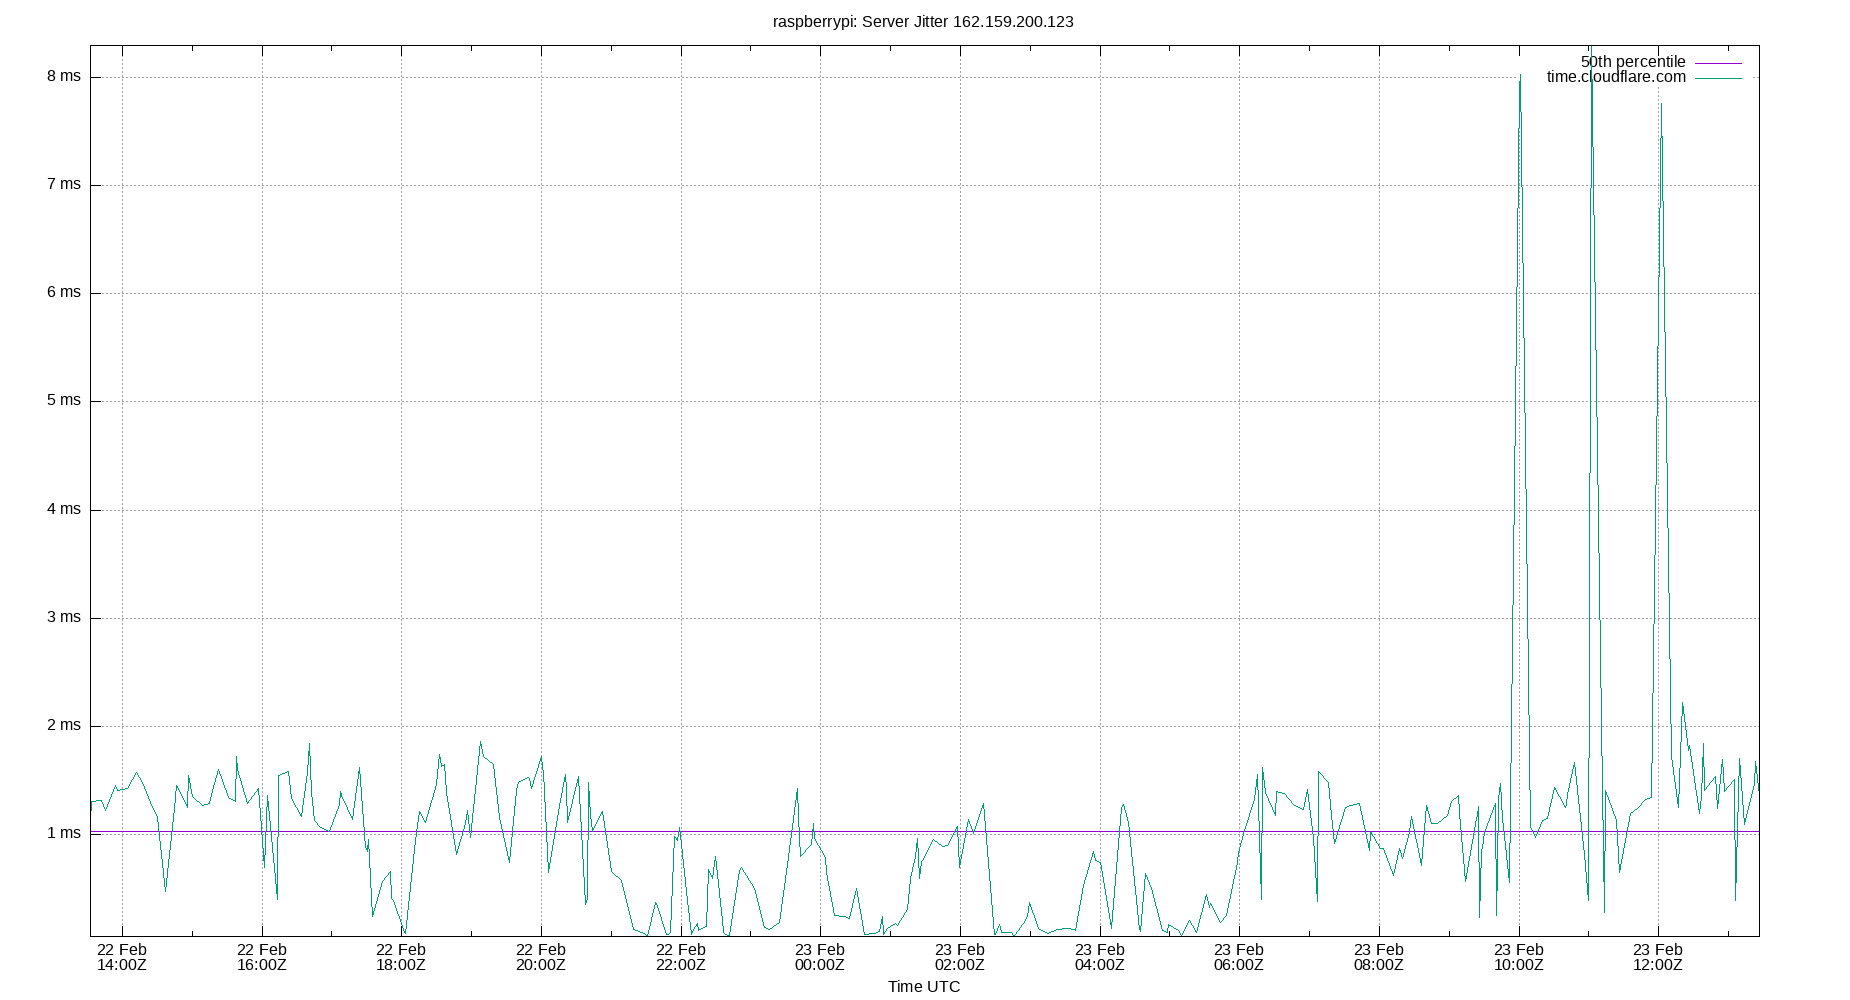 raspberrypi: Server Jitter 162.159.200.123
50th percentile
time.cloudflare.com
8 ms
7 ms
6 ms
5 ms
4 ms
3 ms
2 ms
1 ms
22 Feb 22 Feb 22 Feb 22 Feb 22 Feb 23 Feb 23 Feb 23 Feb 23 Feb 23 Feb 23 Feb 23 Feb
14:00Z 16:00Z 18:00Z 20:00Z 22:00Z 00:00Z 02:00Z 04:00Z 06:00Z 08:00Z 10:00Z 12:00Z
Time UTC